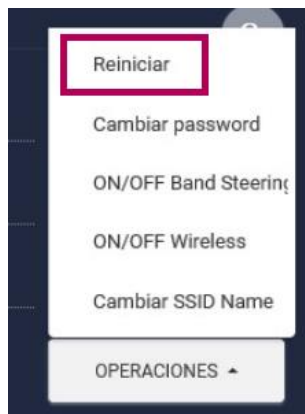 Reiniciar
Cambiar password
ON/OFF Band Steering
ON/OFF Wireless
Cambiar SSID Name
OPERACIONES